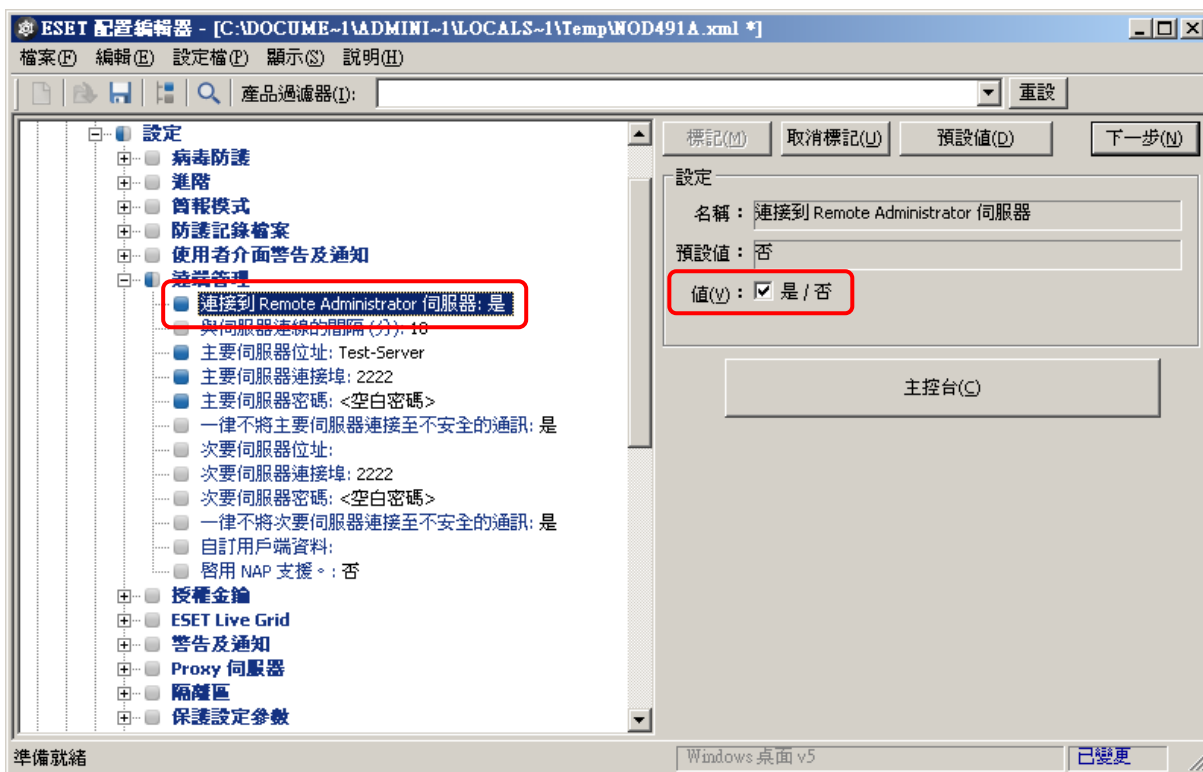 ESET 配置編輯器 - [C:\DOCUME~1\ADMINI~1\LOCALS~1\Temp\NOD491A.xml *]
檔案(F) 編輯(E) 設定檔(P) 顯示(S) 說明(H)
產品過濾器(I): 重設
設定
病毒防護
進階
簡報模式
防護記錄檔案
使用者介面警告及通知
遠端管理
連接到 Remote Administrator 伺服器: 是
與伺服器連線的間隔 (分): 10
主要伺服器位址: Test-Server
主要伺服器連接埠: 2222
主要伺服器密碼: <空白密碼>
一律不將主要伺服器連接至不安全的通訊: 是
次要伺服器位址:
次要伺服器連接埠: 2222
次要伺服器密碼: <空白密碼>
一律不將次要伺服器連接至不安全的通訊: 是
自訂用戶端資料:
啟用 NAP 支援。: 否
授權金鑰
ESET Live Grid
警告及通知
Proxy 伺服器
隔離區
保護設定參數
標記(M) 取消標記(U) 預設值(D) 下一步(N)
設定
名稱： 連接到 Remote Administrator 伺服器
預設值： 否
值(V)： 是 / 否
主控台(C)
準備就緒 Windows 桌面 v5 已變更